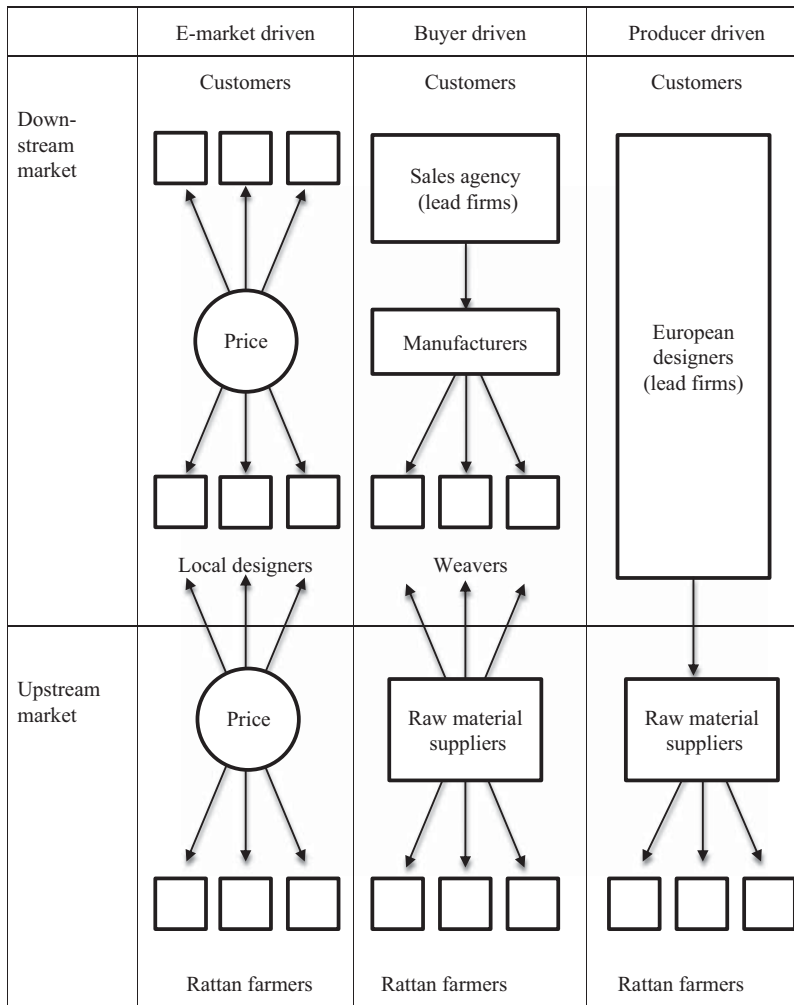 E-market driven
Buyer driven
Producer driven
Down-
stream
market
Customers
Price
Local designers
Customers
Sales agency
(lead firms)
Manufacturers
Weavers
Customers
European
designers
(lead firms)
Upstream
market
Price
Rattan farmers
Raw material
suppliers
Rattan farmers
Raw material
suppliers
Rattan farmers